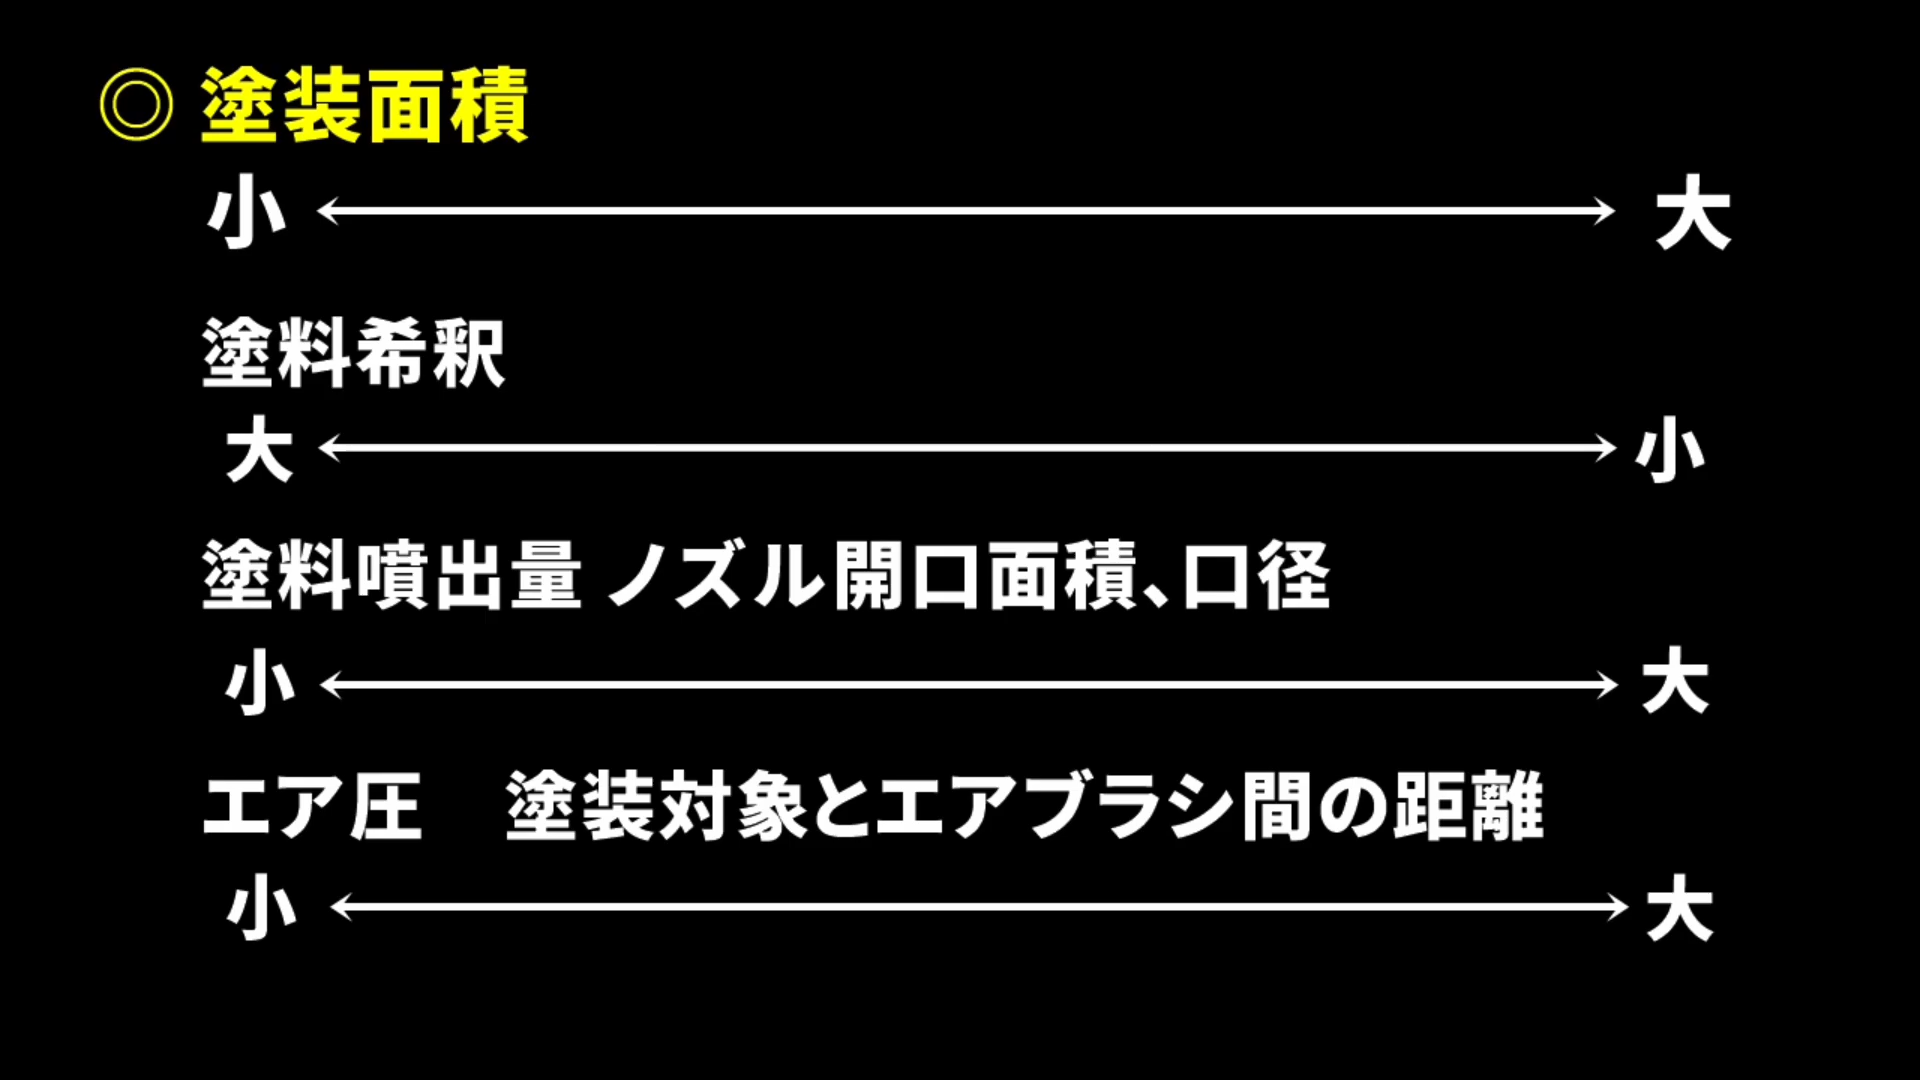 ◎ 塗装面積
小 ←→ 大
塗料希釈
大 ←→ 小
塗料噴出量 ノズル開口面積、口径
小 ←→ 大
エア圧　塗装対象とエアブラシ間の距離
小 ←→ 大